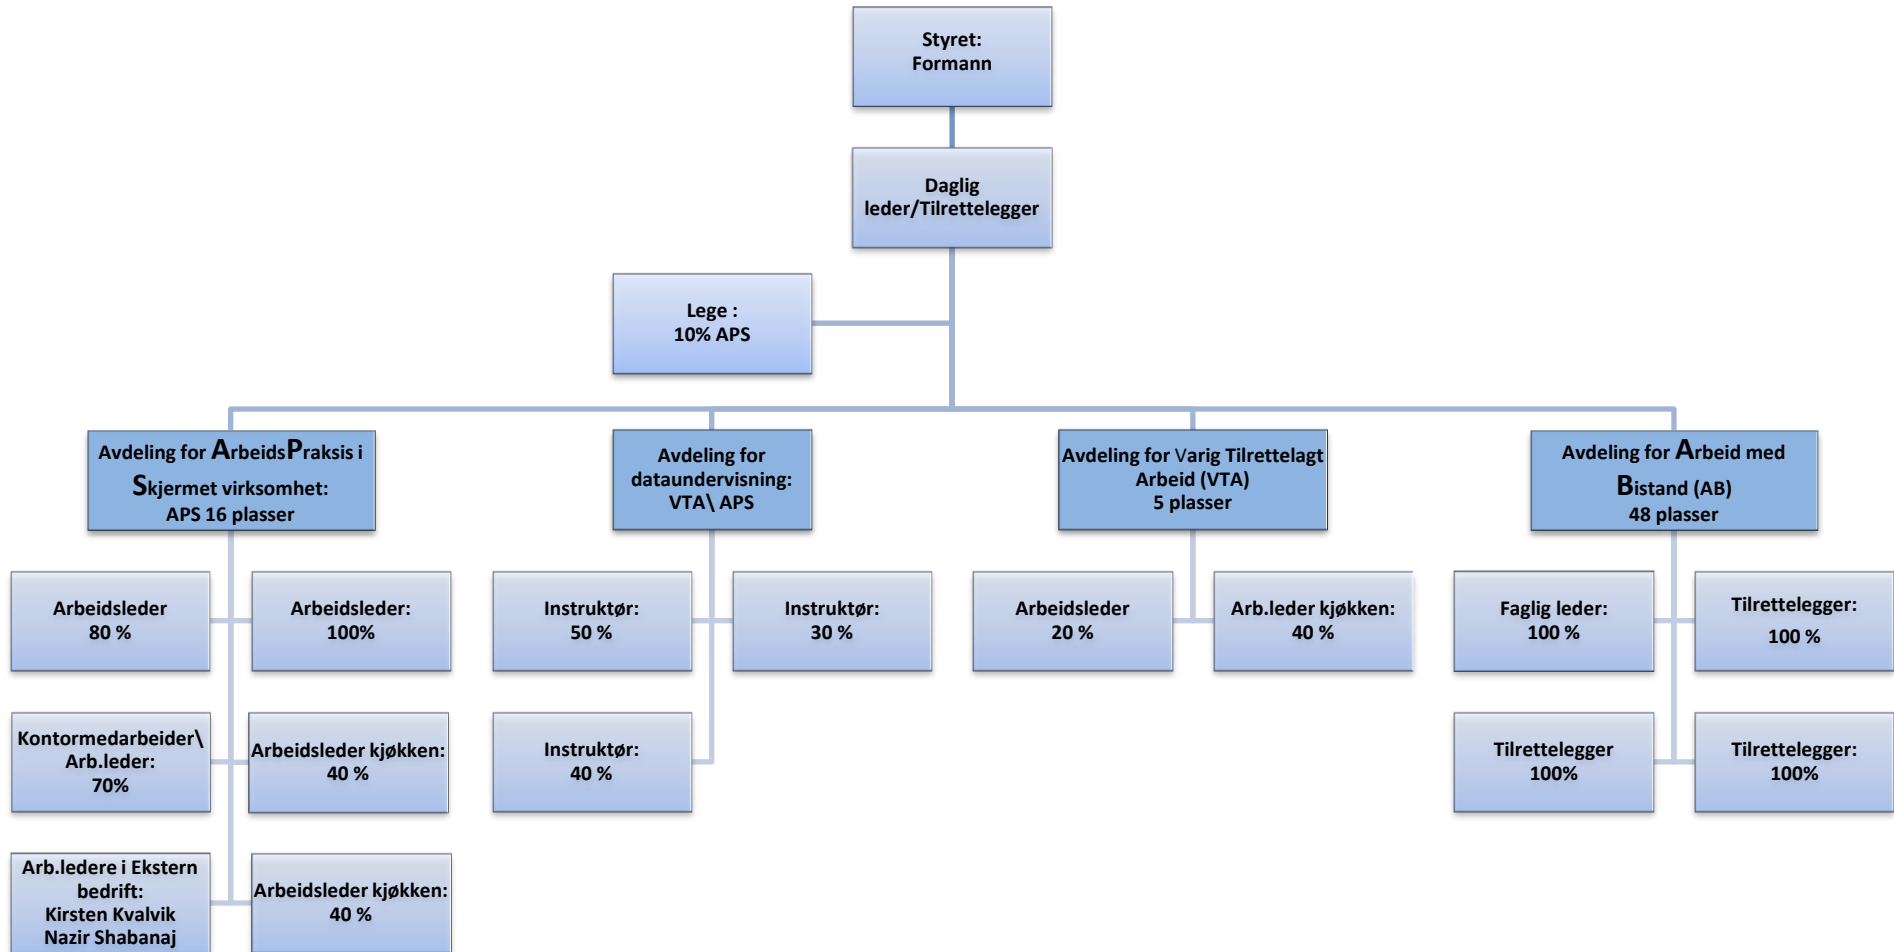 Styret:
Formann
Daglig
leder/Tilrettelegger
Lege :
10% APS
Avdeling for ArbeidsPraksis i
Skjermet virksomhet:
APS 16 plasser
Avdeling for
dataundervisning:
VTA\ APS
Avdeling for Varig Tilrettelagt
Arbeid (VTA)
5 plasser
Avdeling for Arbeid med
Bistand (AB)
48 plasser
Arbeidsleder
80 %
Arbeidsleder:
100%
Instruktør:
50 %
Instruktør:
30 %
Arbeidsleder
20 %
Arb.leder kjøkken:
40 %
Faglig leder:
100 %
Tilrettelegger:
100 %
Kontormedarbeider\
Arb.leder:
70%
Arbeidsleder kjøkken:
40 %
Instruktør:
40 %
Tilrettelegger
100%
Tilrettelegger:
100%
Arb.ledere i Ekstern
bedrift:
Kirsten Kvalvik
Nazir Shabanaj
Arbeidsleder kjøkken:
40 %